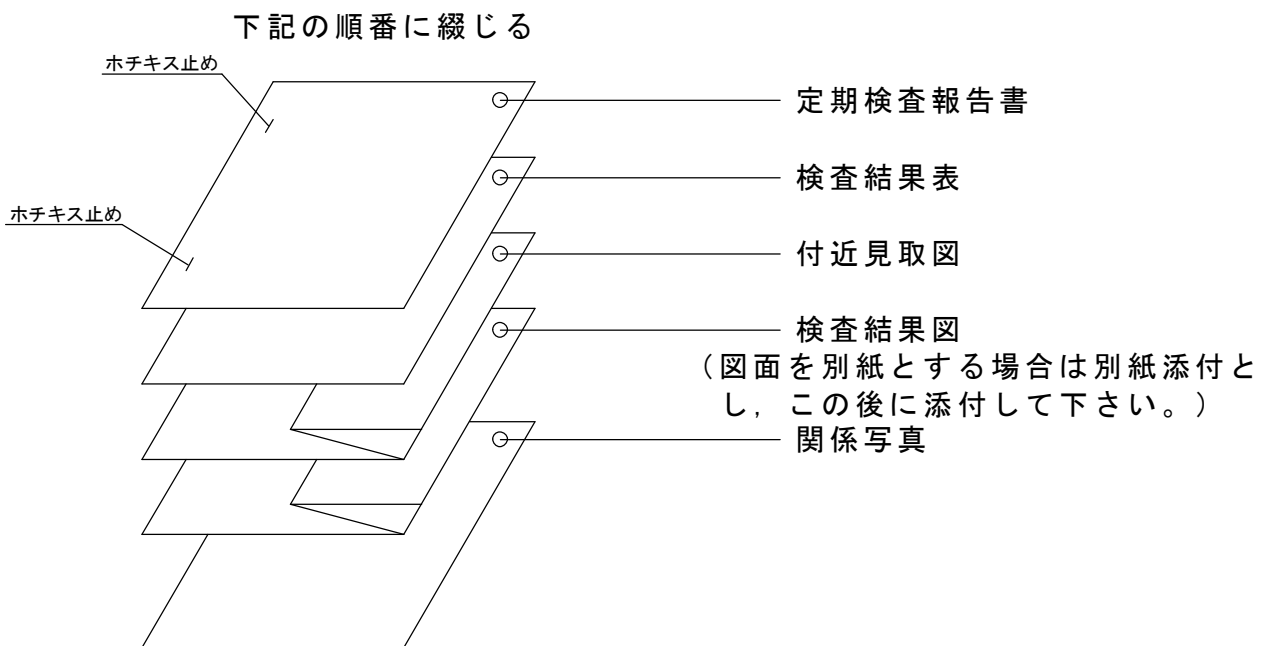 下記の順番に綴じる
ホチキス止め
定期検査報告書
検査結果表
ホチキス止め
付近見取図
検査結果図
（図面を別紙とする場合は別紙添付と
し，この後に添付して下さい。）
関係写真